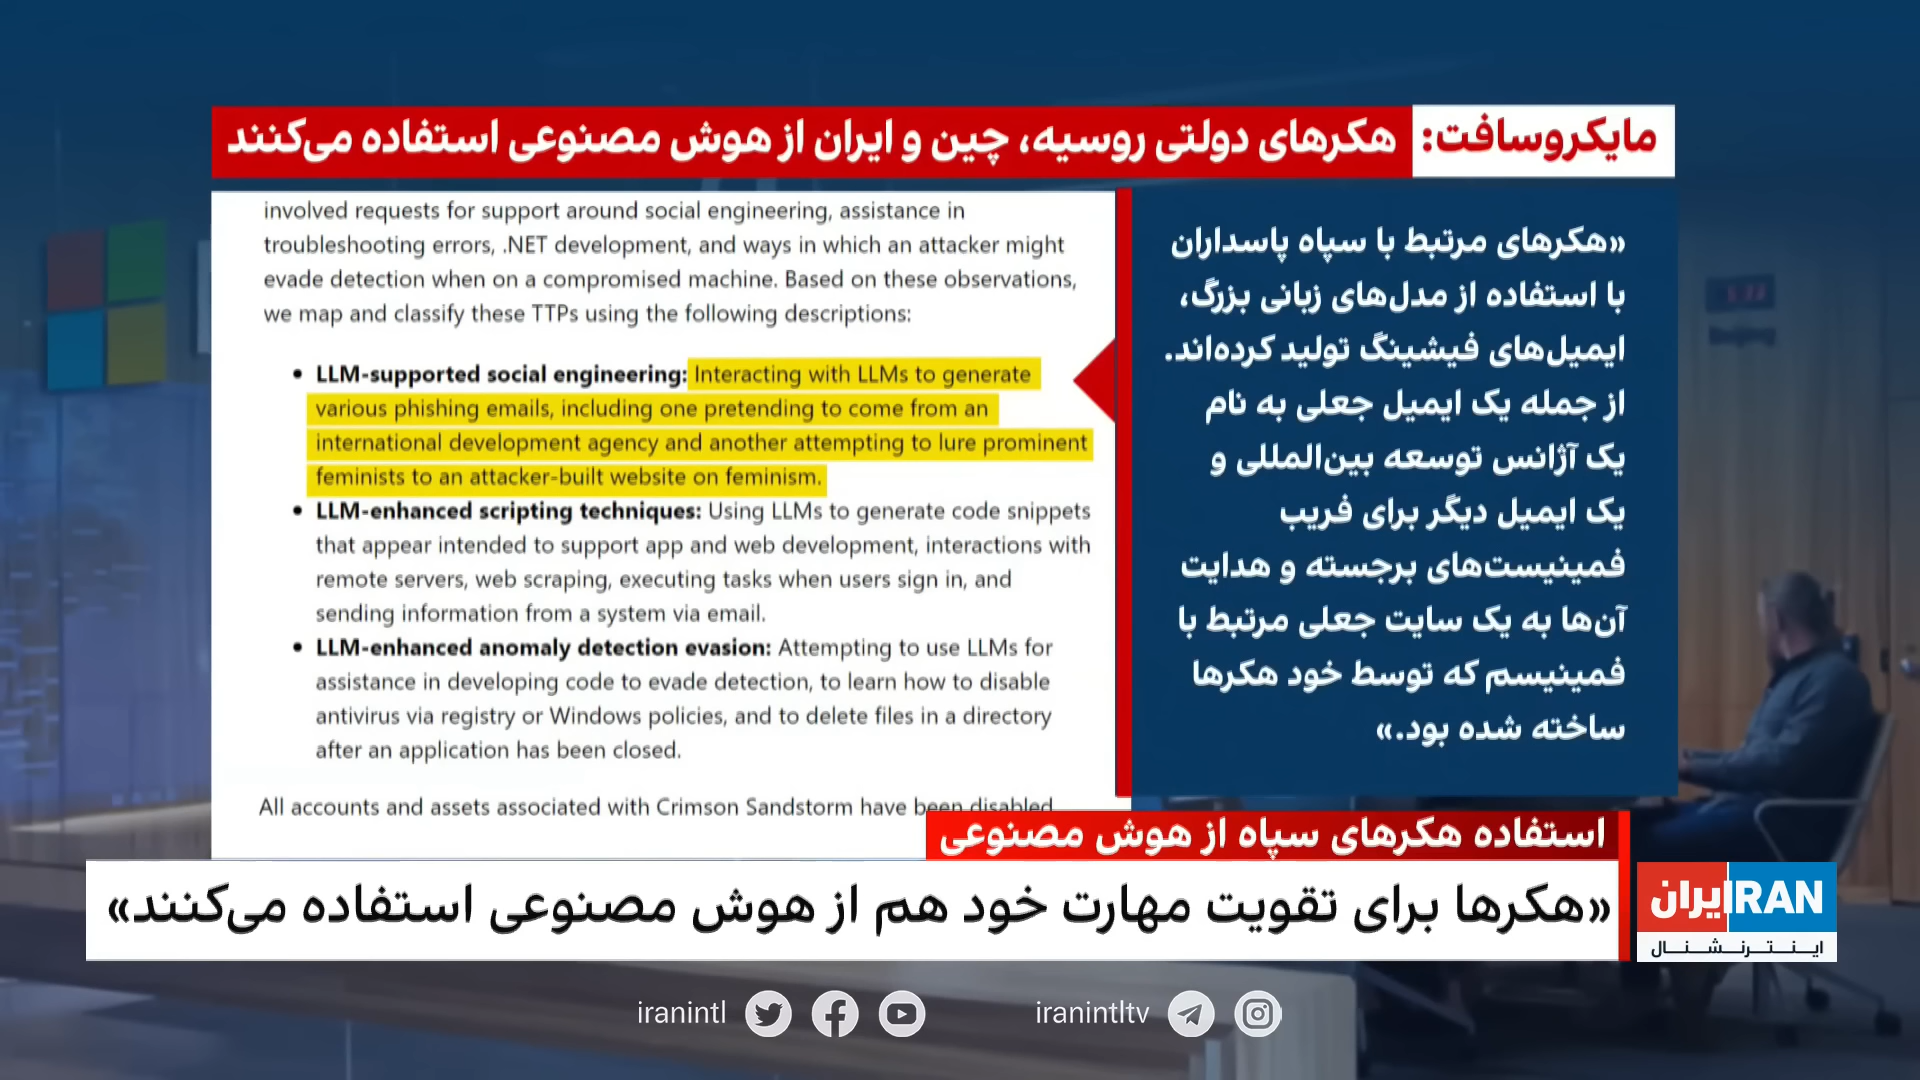 مایکروسافت: هکرهای دولتی روسیه، چین و ایران از هوش مصنوعی استفاده می‌کنند
involved requests for support around social engineering, assistance in
troubleshooting errors, .NET development, and ways in which an attacker might
evade detection when on a compromised machine. Based on these observations,
we map and classify these TTPs using the following descriptions:
• LLM-supported social engineering: Interacting with LLMs to generate
various phishing emails, including one pretending to come from an
international development agency and another attempting to lure prominent
feminists to an attacker-built website on feminism.
• LLM-enhanced scripting techniques: Using LLMs to generate code snippets
that appear intended to support app and web development, interactions with
remote servers, web scraping, executing tasks when users sign in, and
sending information from a system via email.
• LLM-enhanced anomaly detection evasion: Attempting to use LLMs for
assistance in developing code to evade detection, to learn how to disable
antivirus via registry or Windows policies, and to delete files in a directory
after an application has been closed.
All accounts and assets associated with Crimson Sandstorm have been disabled
«هکرهای مرتبط با سپاه پاسداران
با استفاده از مدل‌های زبانی بزرگ،
ایمیل‌های فیشینگ تولید کرده‌اند.
از جمله یک ایمیل جعلی به نام
یک آژانس توسعه بین‌المللی و
یک ایمیل دیگر برای فریب
فمینیست‌های برجسته و هدایت
آن‌ها به یک سایت جعلی مرتبط با
فمینیسم که توسط خود هکرها
ساخته شده بود.»
استفاده هکرهای سپاه از هوش مصنوعی
«هکرها برای تقویت مهارت خود هم از هوش مصنوعی استفاده می‌کنند»
ایران IRAN
اینترنشنال
iranintl
iranintltv